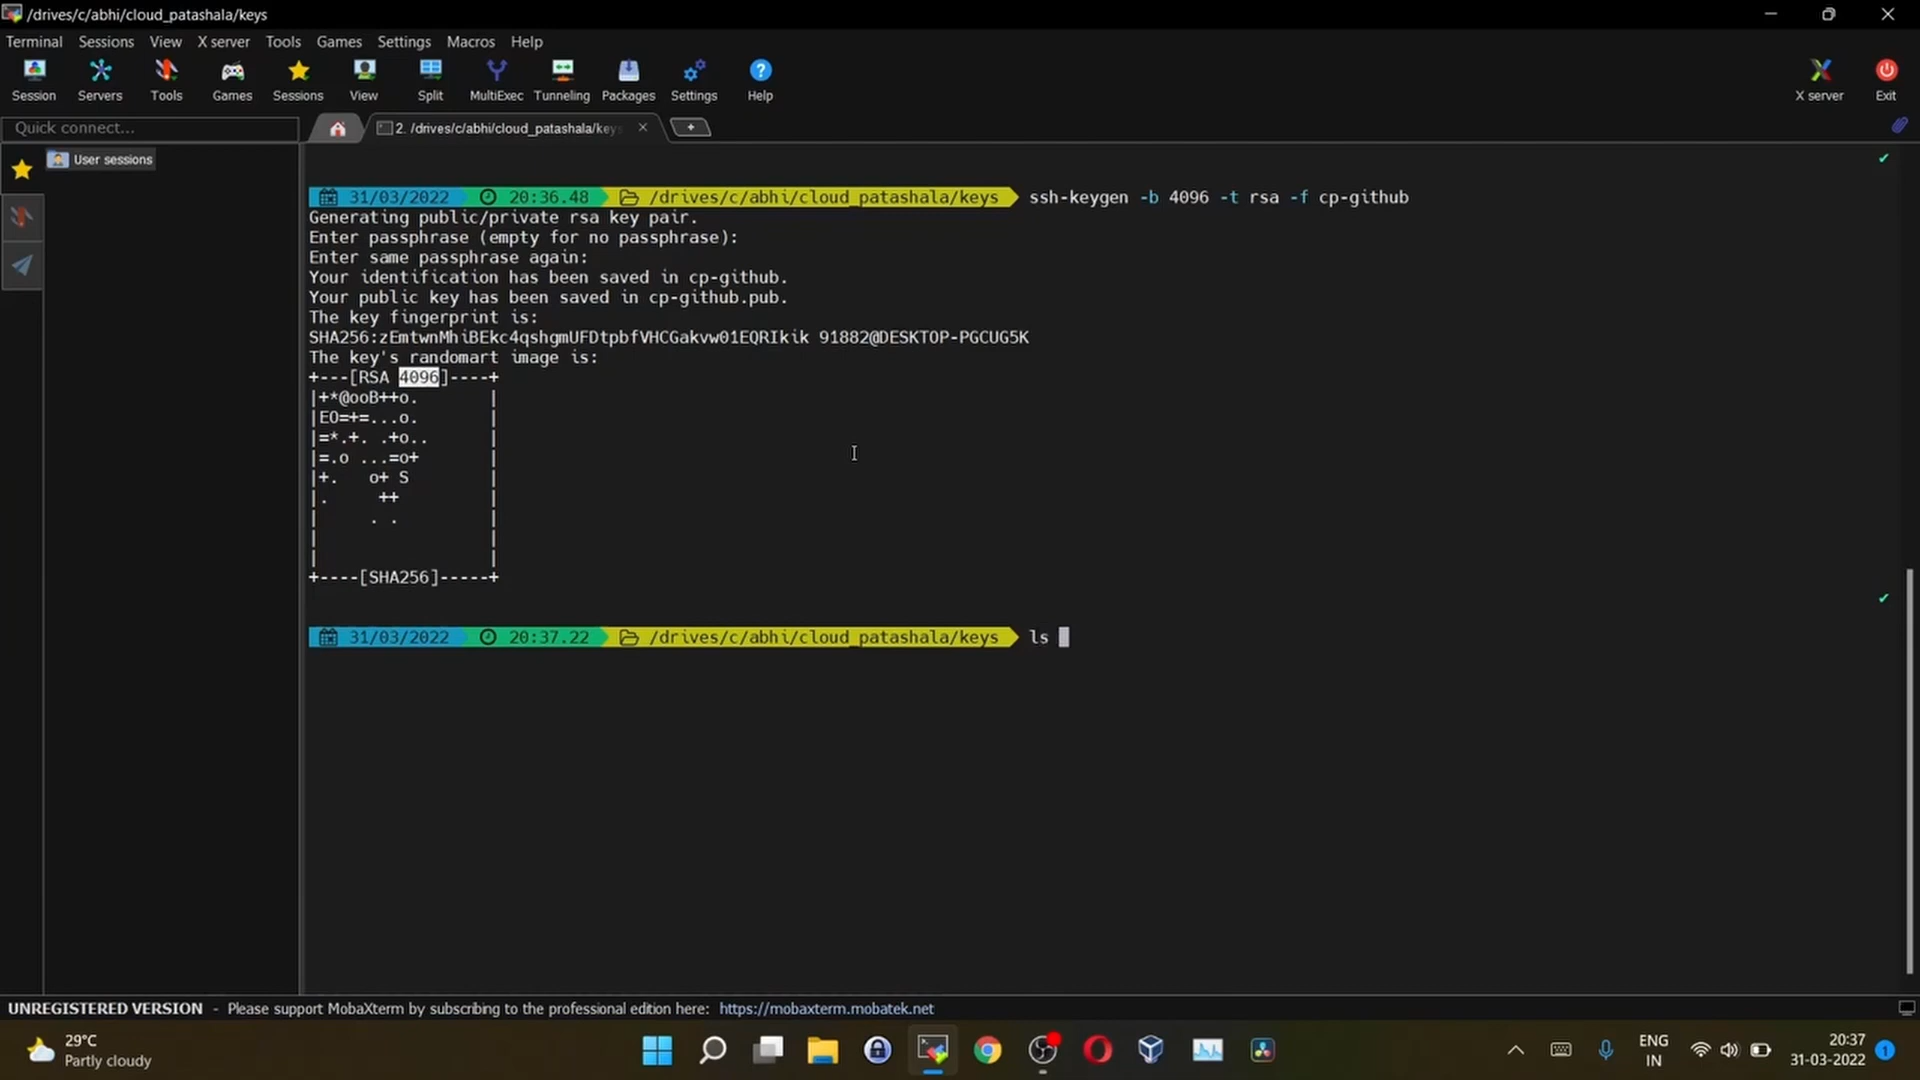 /drives/c/abhi/cloud_patashala/keys
Terminal Sessions View X server Tools Games Settings Macros Help
Session Servers Tools Games Sessions View Split MultiExec Tunneling Packages Settings Help X server Exit
Quick connect...
2. /drives/c/abhi/cloud_patashala/keys
User sessions
31/03/2022 20:36.48 /drives/c/abhi/cloud_patashala/keys ssh-keygen -b 4096 -t rsa -f cp-github
Generating public/private rsa key pair.
Enter passphrase (empty for no passphrase):
Enter same passphrase again:
Your identification has been saved in cp-github.
Your public key has been saved in cp-github.pub.
The key fingerprint is:
SHA256:zEmtwnMhiBEkc4qshgmUFDtpbfVHCGakvw01EQRIkik 91882@DESKTOP-PGCUG5K
The key's randomart image is:
+---[RSA 4096]----+
|+*@ooB++o.       |
|EO=+=...o.       |
|=*.+. .+o..      |
|=.o ...=o+       |
|+.   o+ S        |
|.     ++         |
|     . .         |
|                 |
|                 |
+----[SHA256]-----+
31/03/2022 20:37.22 /drives/c/abhi/cloud_patashala/keys ls
UNREGISTERED VERSION - Please support MobaXterm by subscribing to the professional edition here: https://mobaxterm.mobatek.net
29°C
Partly cloudy
ENG
IN
20:37
31-03-2022
1